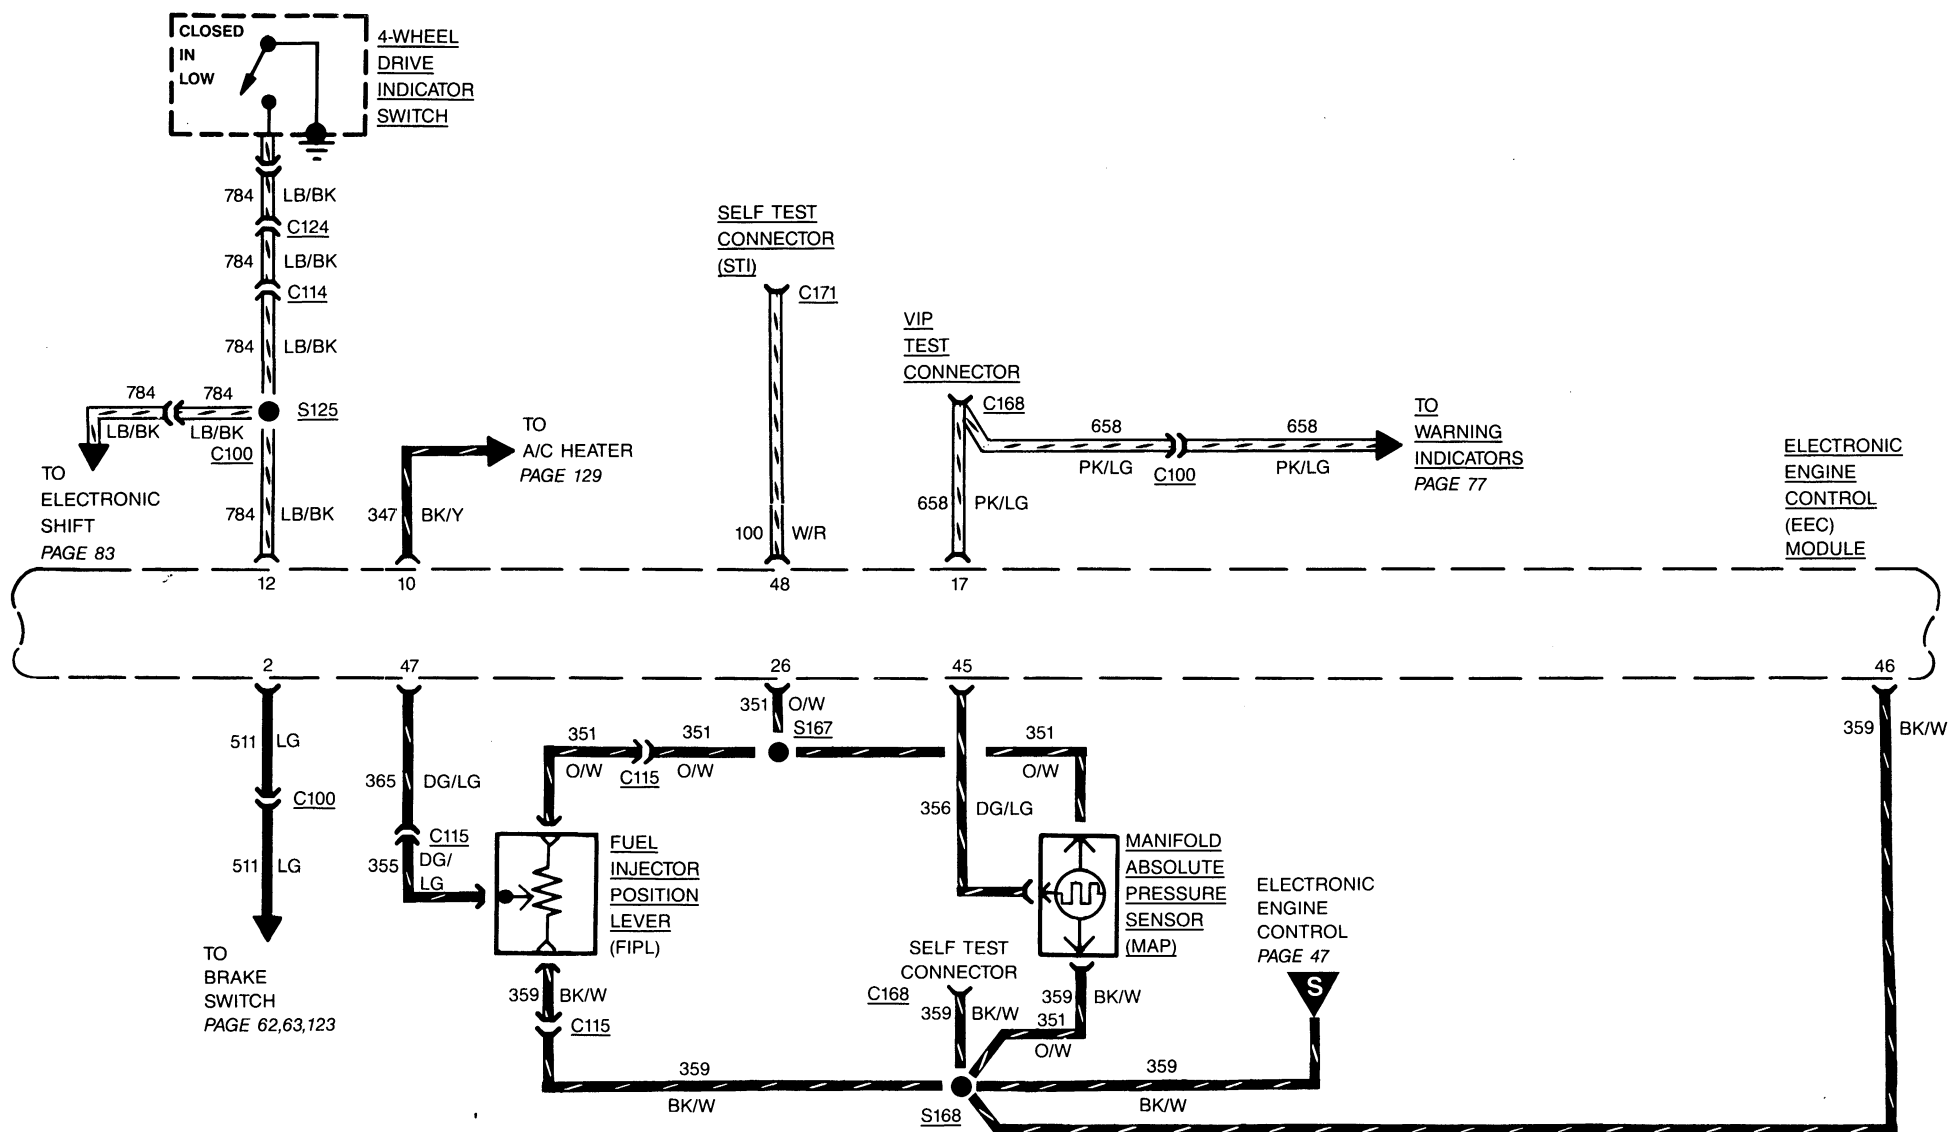 CLOSED
IN
LOW
4-WHEEL
DRIVE
INDICATOR
SWITCH
784 LB/BK
C124
784 LB/BK
C114
784 LB/BK
784 784
S125
LB/BK LB/BK
C100
TO
ELECTRONIC
SHIFT
PAGE 83
784 LB/BK
TO
A/C HEATER
PAGE 129
347 BK/Y
SELF TEST
CONNECTOR
(STI)
C171
100 W/R
VIP
TEST
CONNECTOR
C168
658 658
PK/LG PK/LG
C100
658 PK/LG
TO
WARNING
INDICATORS
PAGE 77
ELECTRONIC
ENGINE
CONTROL
(EEC)
MODULE
12 10 48 17
2 47 26 45 46
511 LG
C100
511 LG
TO
BRAKE
SWITCH
PAGE 62,63,123
365 DG/LG
C115
355 DG/
LG
351 O/W
S167
351 351
O/W O/W
C115
351
O/W
FUEL
INJECTOR
POSITION
LEVER
(FIPL)
359 BK/W
C115
356 DG/LG
MANIFOLD
ABSOLUTE
PRESSURE
SENSOR
(MAP)
SELF TEST
CONNECTOR
C168
359 BK/W
359 BK/W
351
O/W
ELECTRONIC
ENGINE
CONTROL
PAGE 47
S
359 BK/W
359
BK/W
359
BK/W
S168